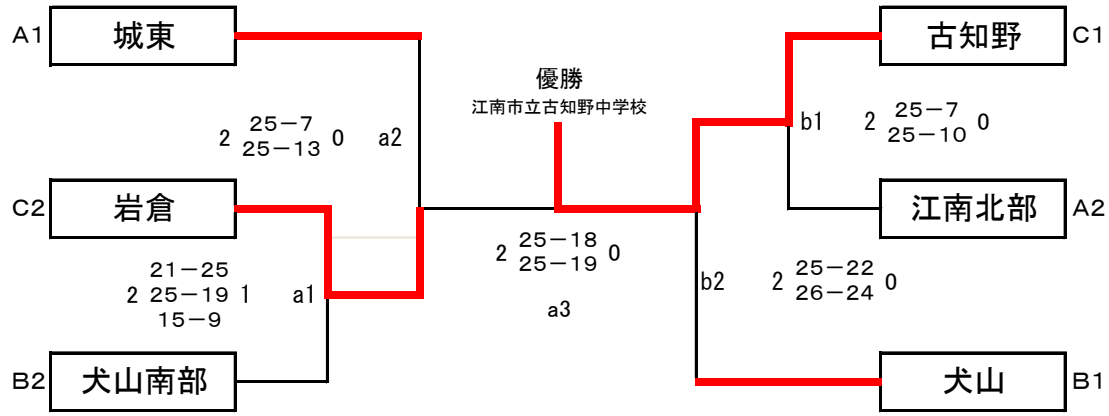 A1 城東
古知野 C1
優勝
江南市立古知野中学校
2 25－7 0 a2
25－13
b1 2 25－7 0
25－10
C2 岩倉
江南北部 A2
2 25－18 0
25－19
a3
21－25
2 25－19 1 a1
15－9
b2 2 25－22 0
26－24
B2 犬山南部
犬山 B1